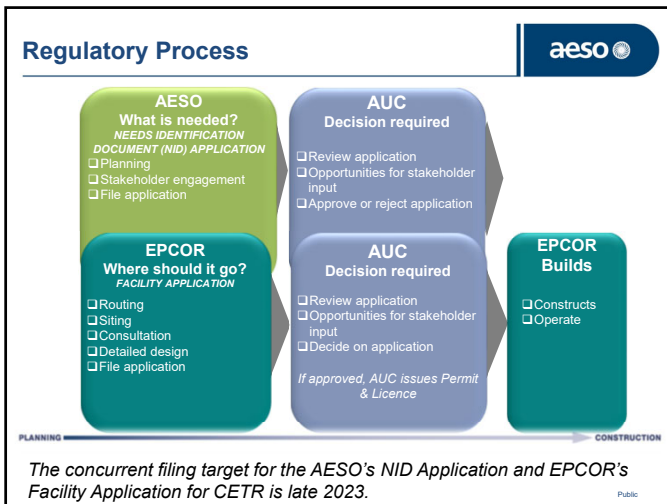 Regulatory Process
aeso
AESO
What is needed?
NEEDS IDENTIFICATION
DOCUMENT (NID) APPLICATION
❑Planning
❑Stakeholder engagement
❑File application
AUC
Decision required
❑Review application
❑Opportunities for stakeholder
input
❑Approve or reject application
EPCOR
Where should it go?
FACILITY APPLICATION
❑Routing
❑Siting
❑Consultation
❑Detailed design
❑File application
AUC
Decision required
❑Review application
❑Opportunities for stakeholder
input
❑Decide on application
If approved, AUC issues Permit
& Licence
EPCOR
Builds
❑Constructs
❑Operate
PLANNING
CONSTRUCTION
The concurrent filing target for the AESO's NID Application and EPCOR's
Facility Application for CETR is late 2023.
Public